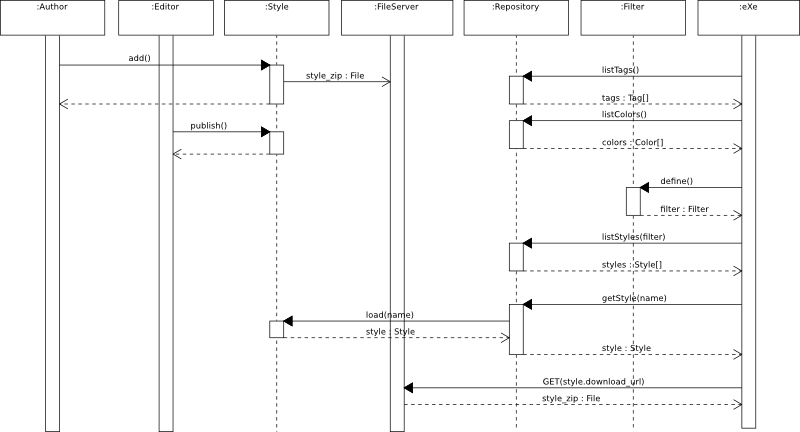 :Author
:Editor
:Style
:FileServer
:Repository
:Filter
:eXe
add()
style_zip : File
listTags()
tags : Tag[]
listColors()
publish()
colors : Color[]
define()
filter : Filter
listStyles(filter)
styles : Style[]
getStyle(name)
load(name)
style : Style
style : Style
GET(style.download_url)
style_zip : File